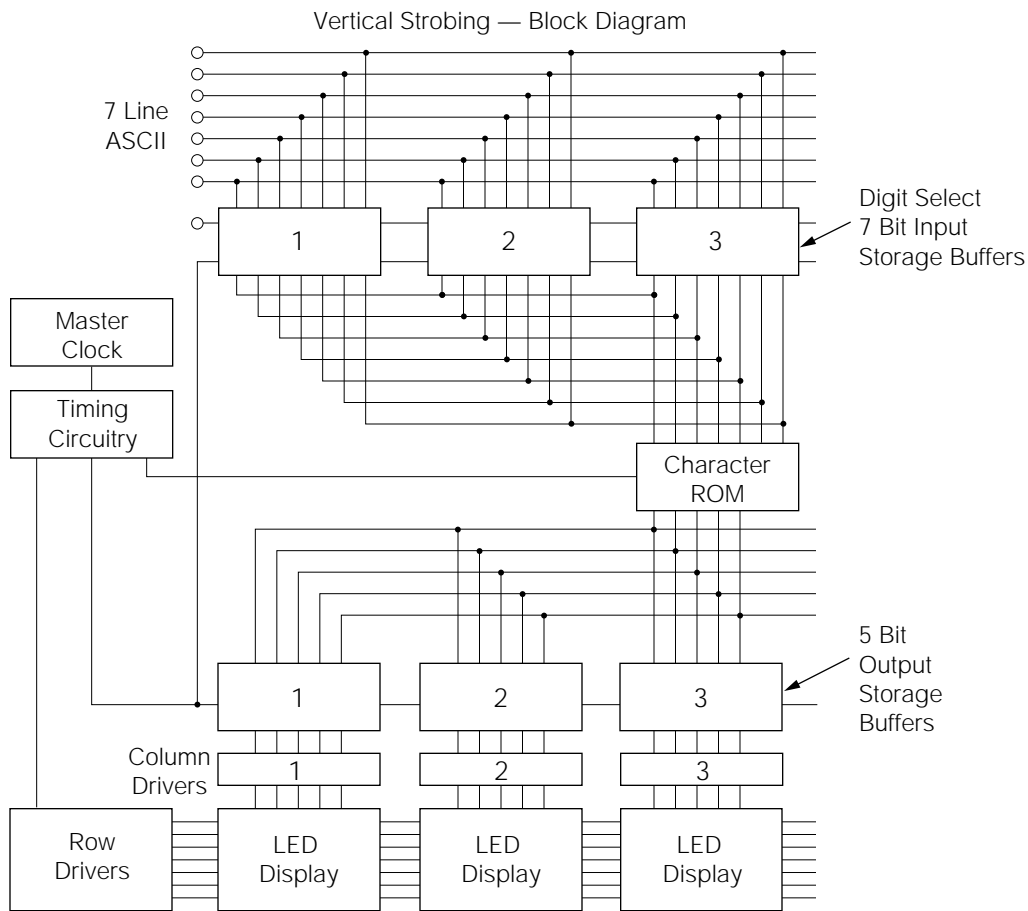 Vertical Strobing — Block Diagram
7 Line
ASCII
1
2
3
Digit Select
7 Bit Input
Storage Buffers
Master
Clock
Timing
Circuitry
Character
ROM
5 Bit
Output
Storage
Buffers
1
2
3
Column
Drivers
1
2
3
Row
Drivers
LED
Display
LED
Display
LED
Display